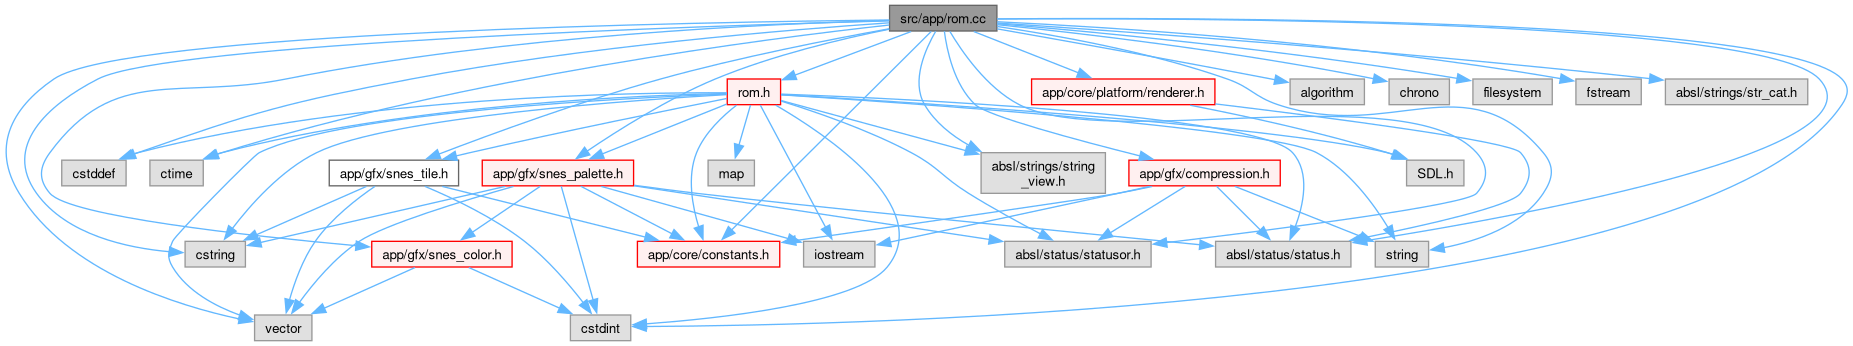 src/app/rom.cc
rom.h
app/core/platform/renderer.h
algorithm
chrono
filesystem
fstream
absl/strings/str_cat.h
cstddef
ctime
app/gfx/snes_tile.h
app/gfx/snes_palette.h
map
absl/strings/string
_view.h
app/gfx/compression.h
SDL.h
cstring
app/gfx/snes_color.h
app/core/constants.h
iostream
absl/status/statusor.h
absl/status/status.h
string
vector
cstdint